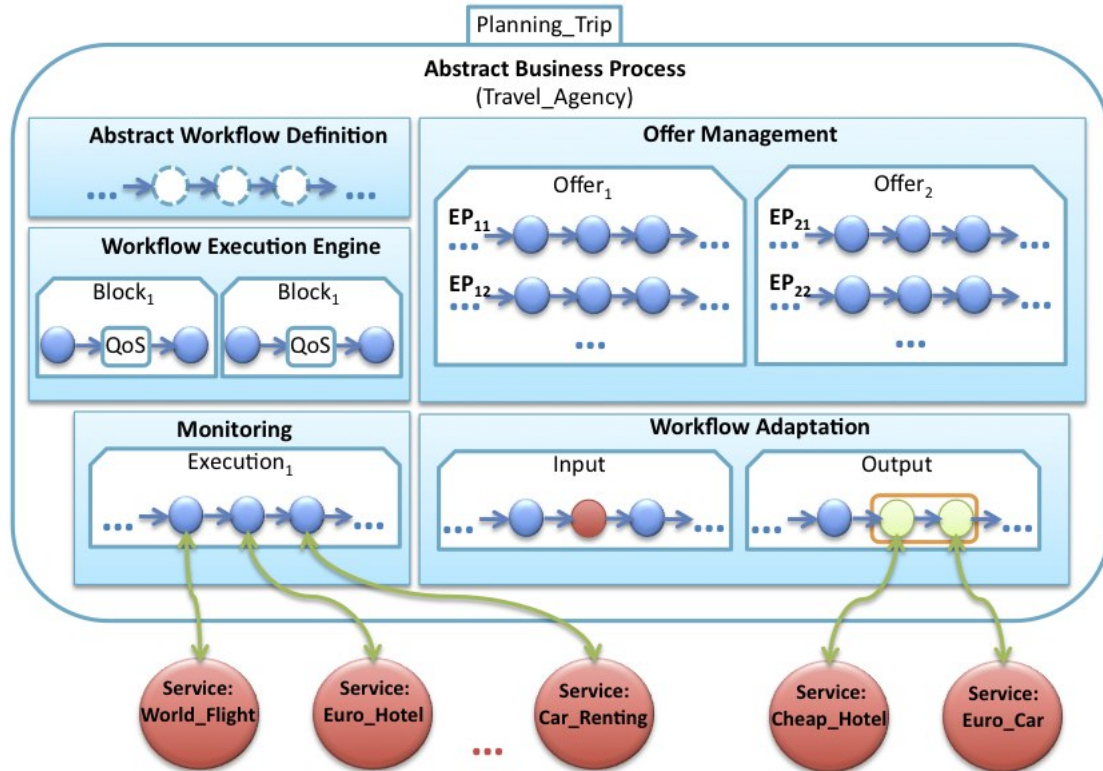 Planning_Trip
Abstract Business Process
(Travel_Agency)
Abstract Workflow Definition
... ...
Offer Management
Offer₁
EP₁₁
... ...
EP₁₂
... ...
...
Offer₂
EP₂₁
... ...
EP₂₂
... ...
...
Workflow Execution Engine
Block₁
QoS
Block₁
QoS
Monitoring
Execution₁
... ...
Workflow Adaptation
Input
... ...
Output
... ...
Service:
World_Flight
Service:
Euro_Hotel
...
Service:
Car_Renting
Service:
Cheap_Hotel
Service:
Euro_Car